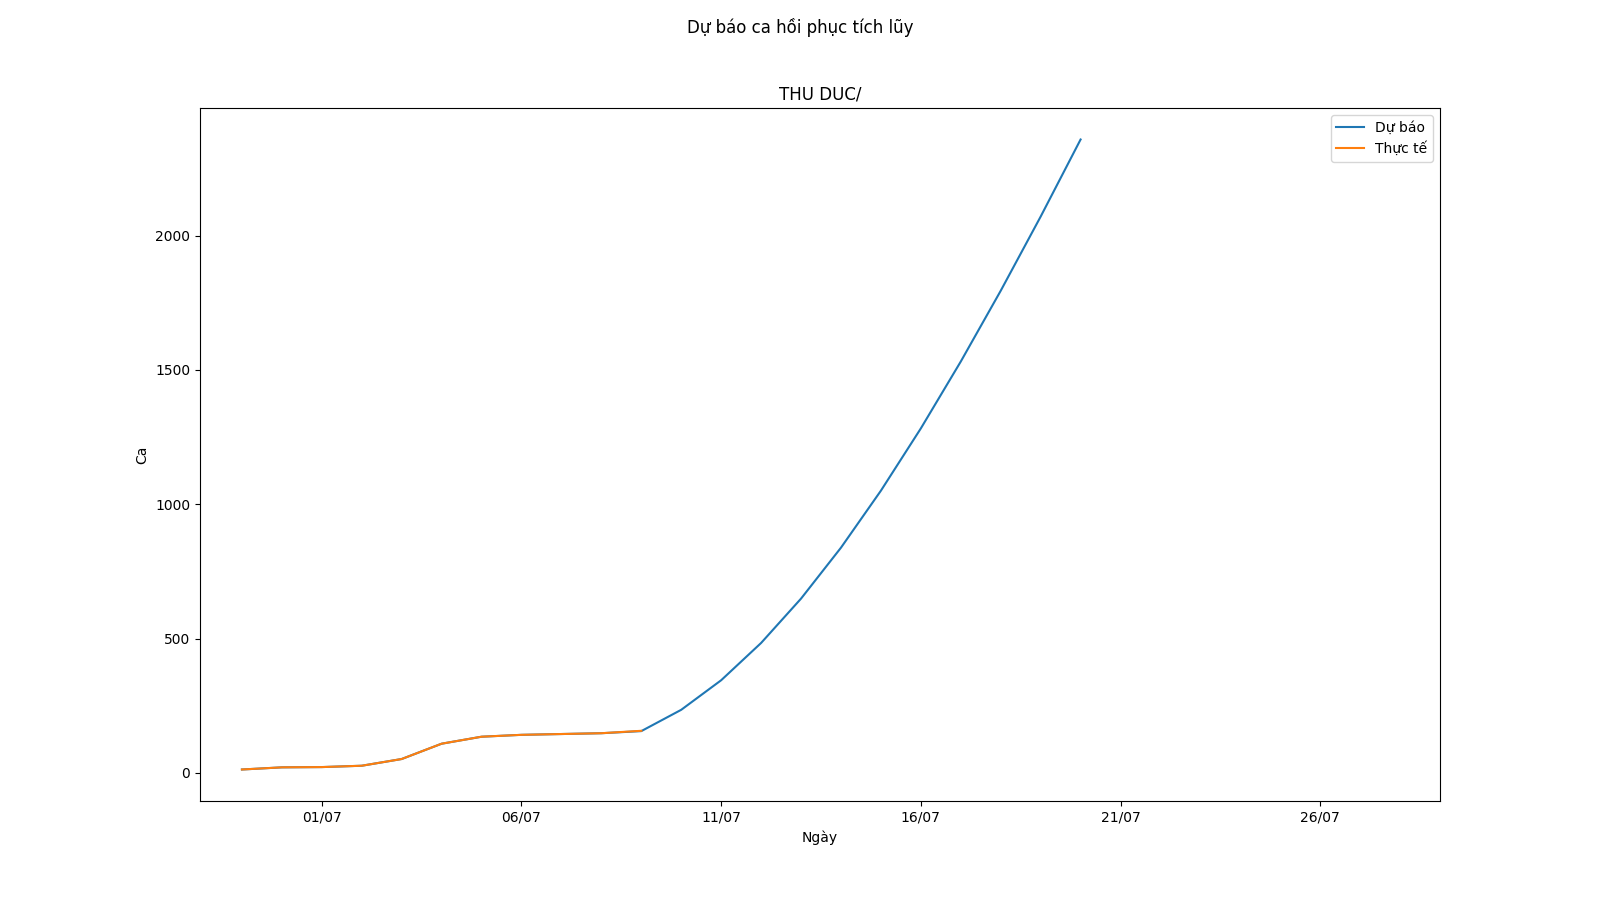 Dự báo ca hồi phục tích lũy
THU DUC/
Dự báo
Thực tế
2000
1500
1000
500
0
Ca
01/07 06/07 11/07 16/07 21/07 26/07
Ngày